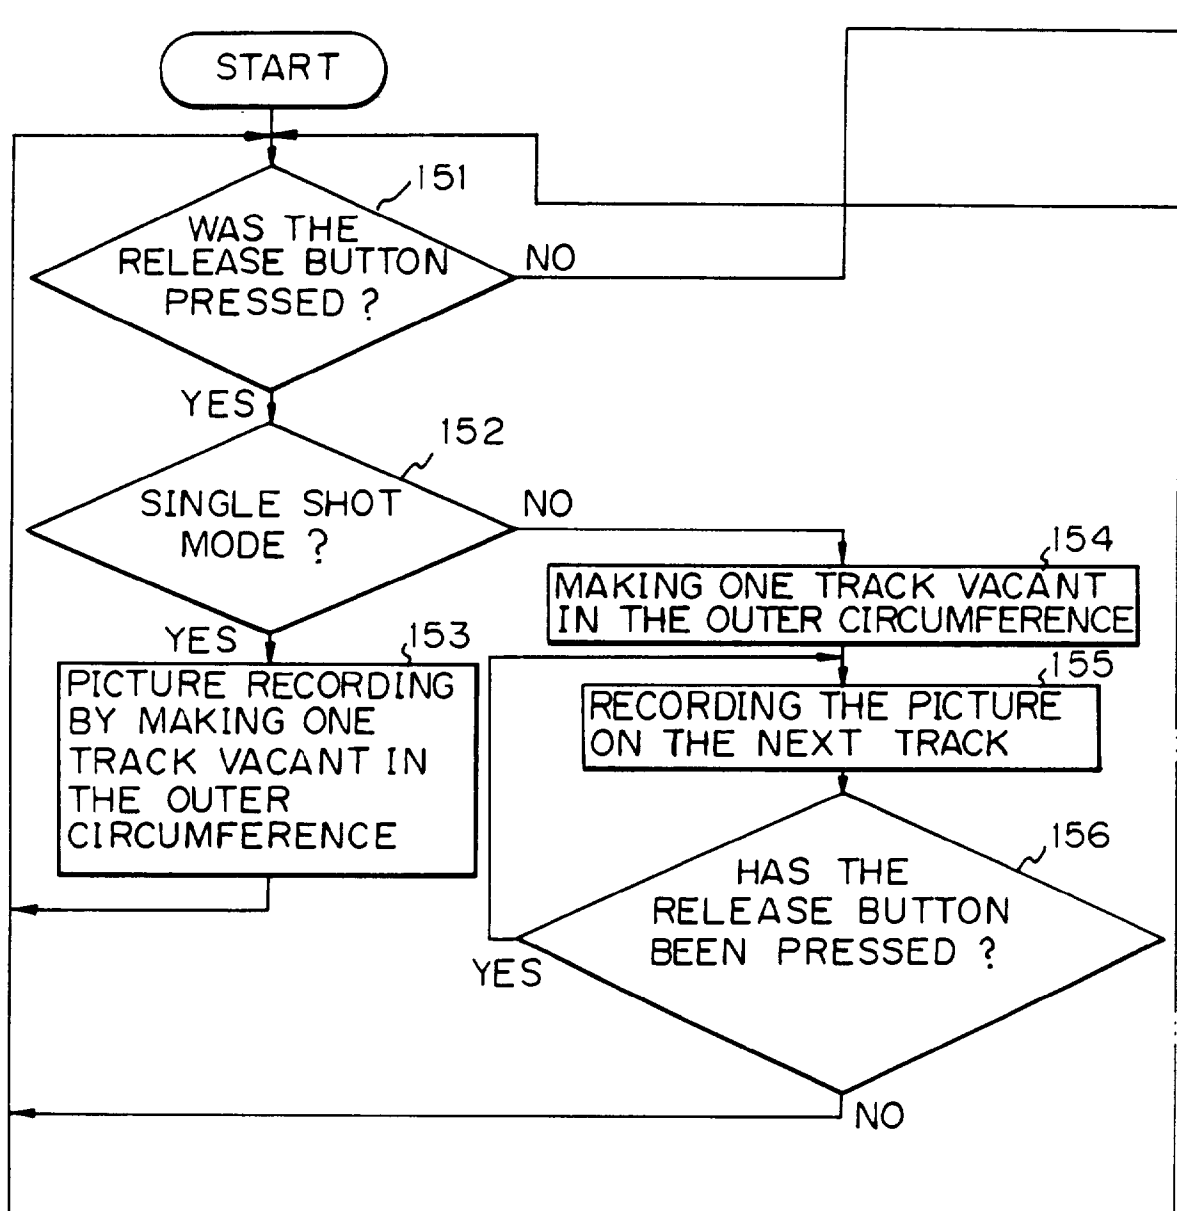 START
151
WAS THE
RELEASE BUTTON
PRESSED ?
NO
YES
152
SINGLE SHOT
MODE ?
NO
YES
153
PICTURE RECORDING
BY MAKING ONE
TRACK VACANT IN
THE OUTER
CIRCUMFERENCE
154
MAKING ONE TRACK VACANT
IN THE OUTER CIRCUMFERENCE
155
RECORDING THE PICTURE
ON THE NEXT TRACK
156
HAS THE
RELEASE BUTTON
BEEN PRESSED ?
YES
NO